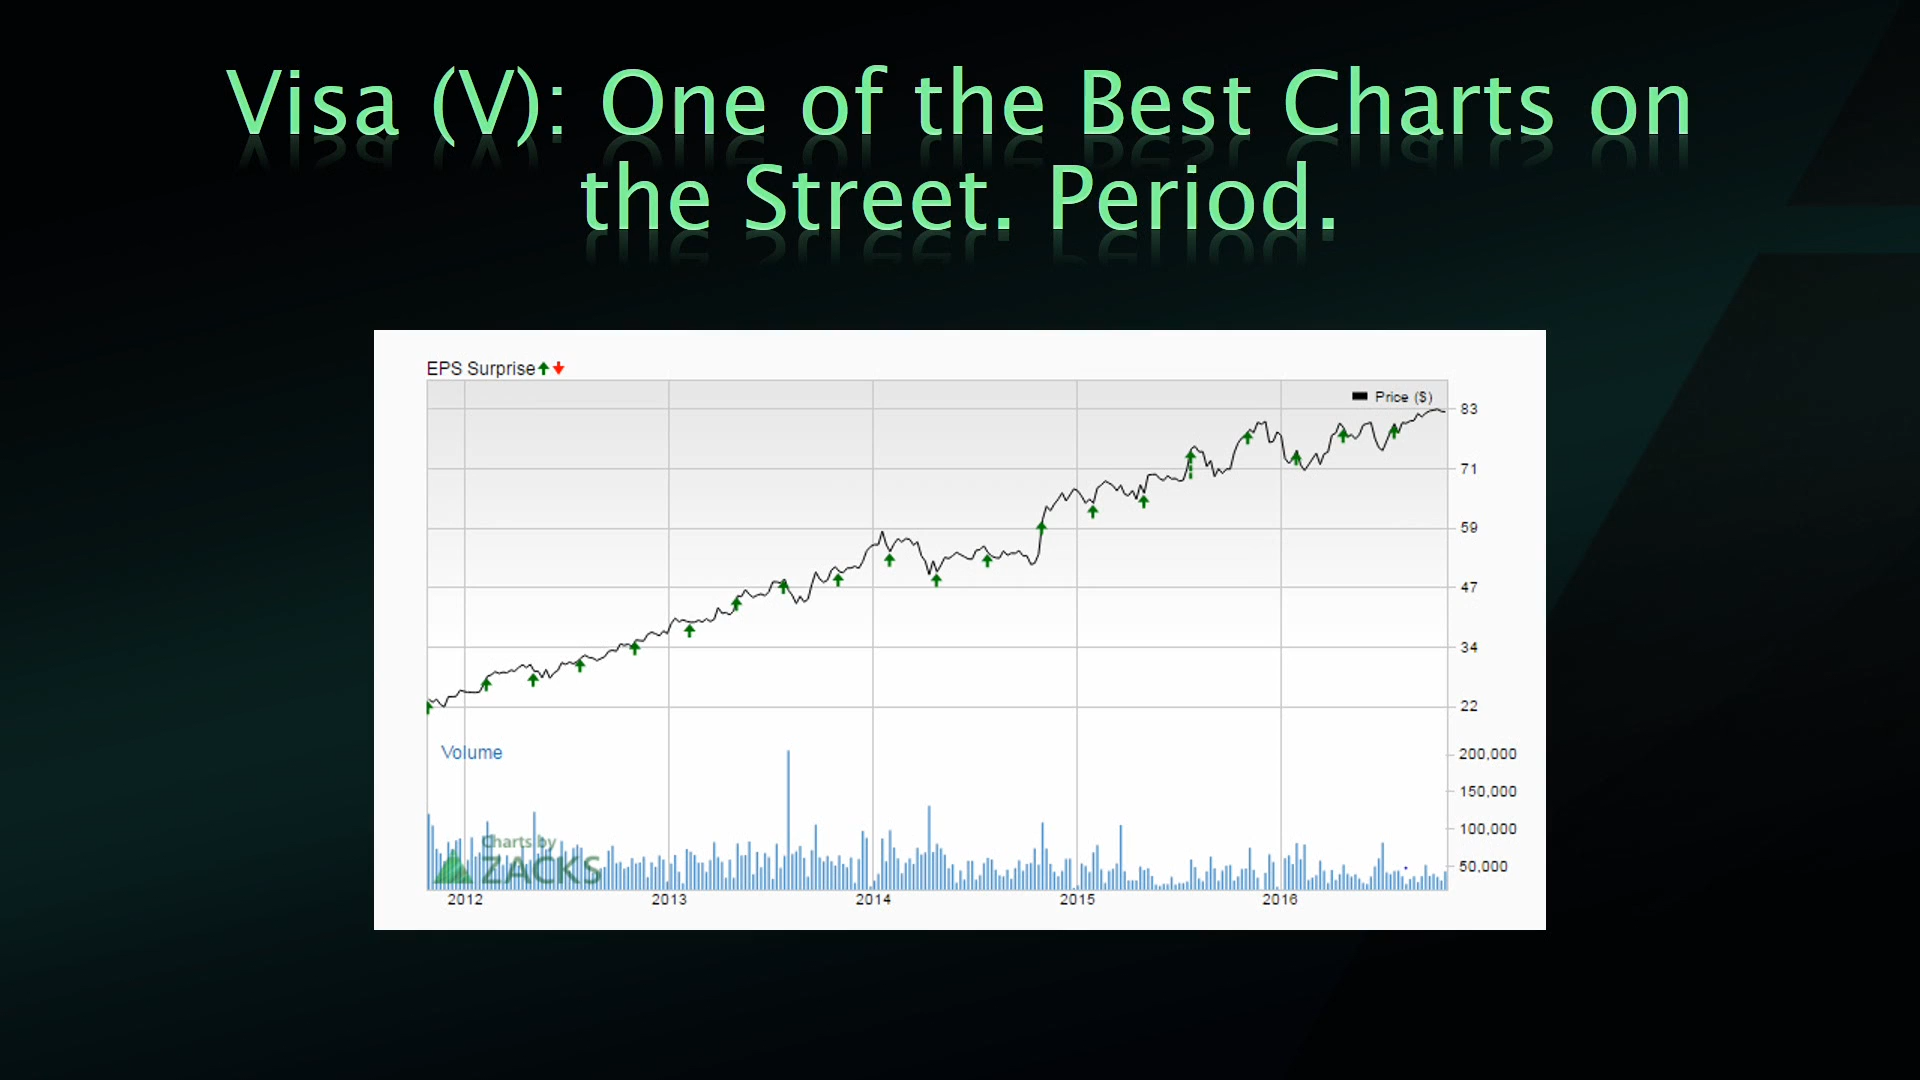 Visa (V): One of the Best Charts on
the Street. Period.
EPS Surprise
Price ($)
83
71
59
47
34
22
Volume
200,000
150,000
100,000
50,000
Charts by
ZACKS
2012 2013 2014 2015 2016